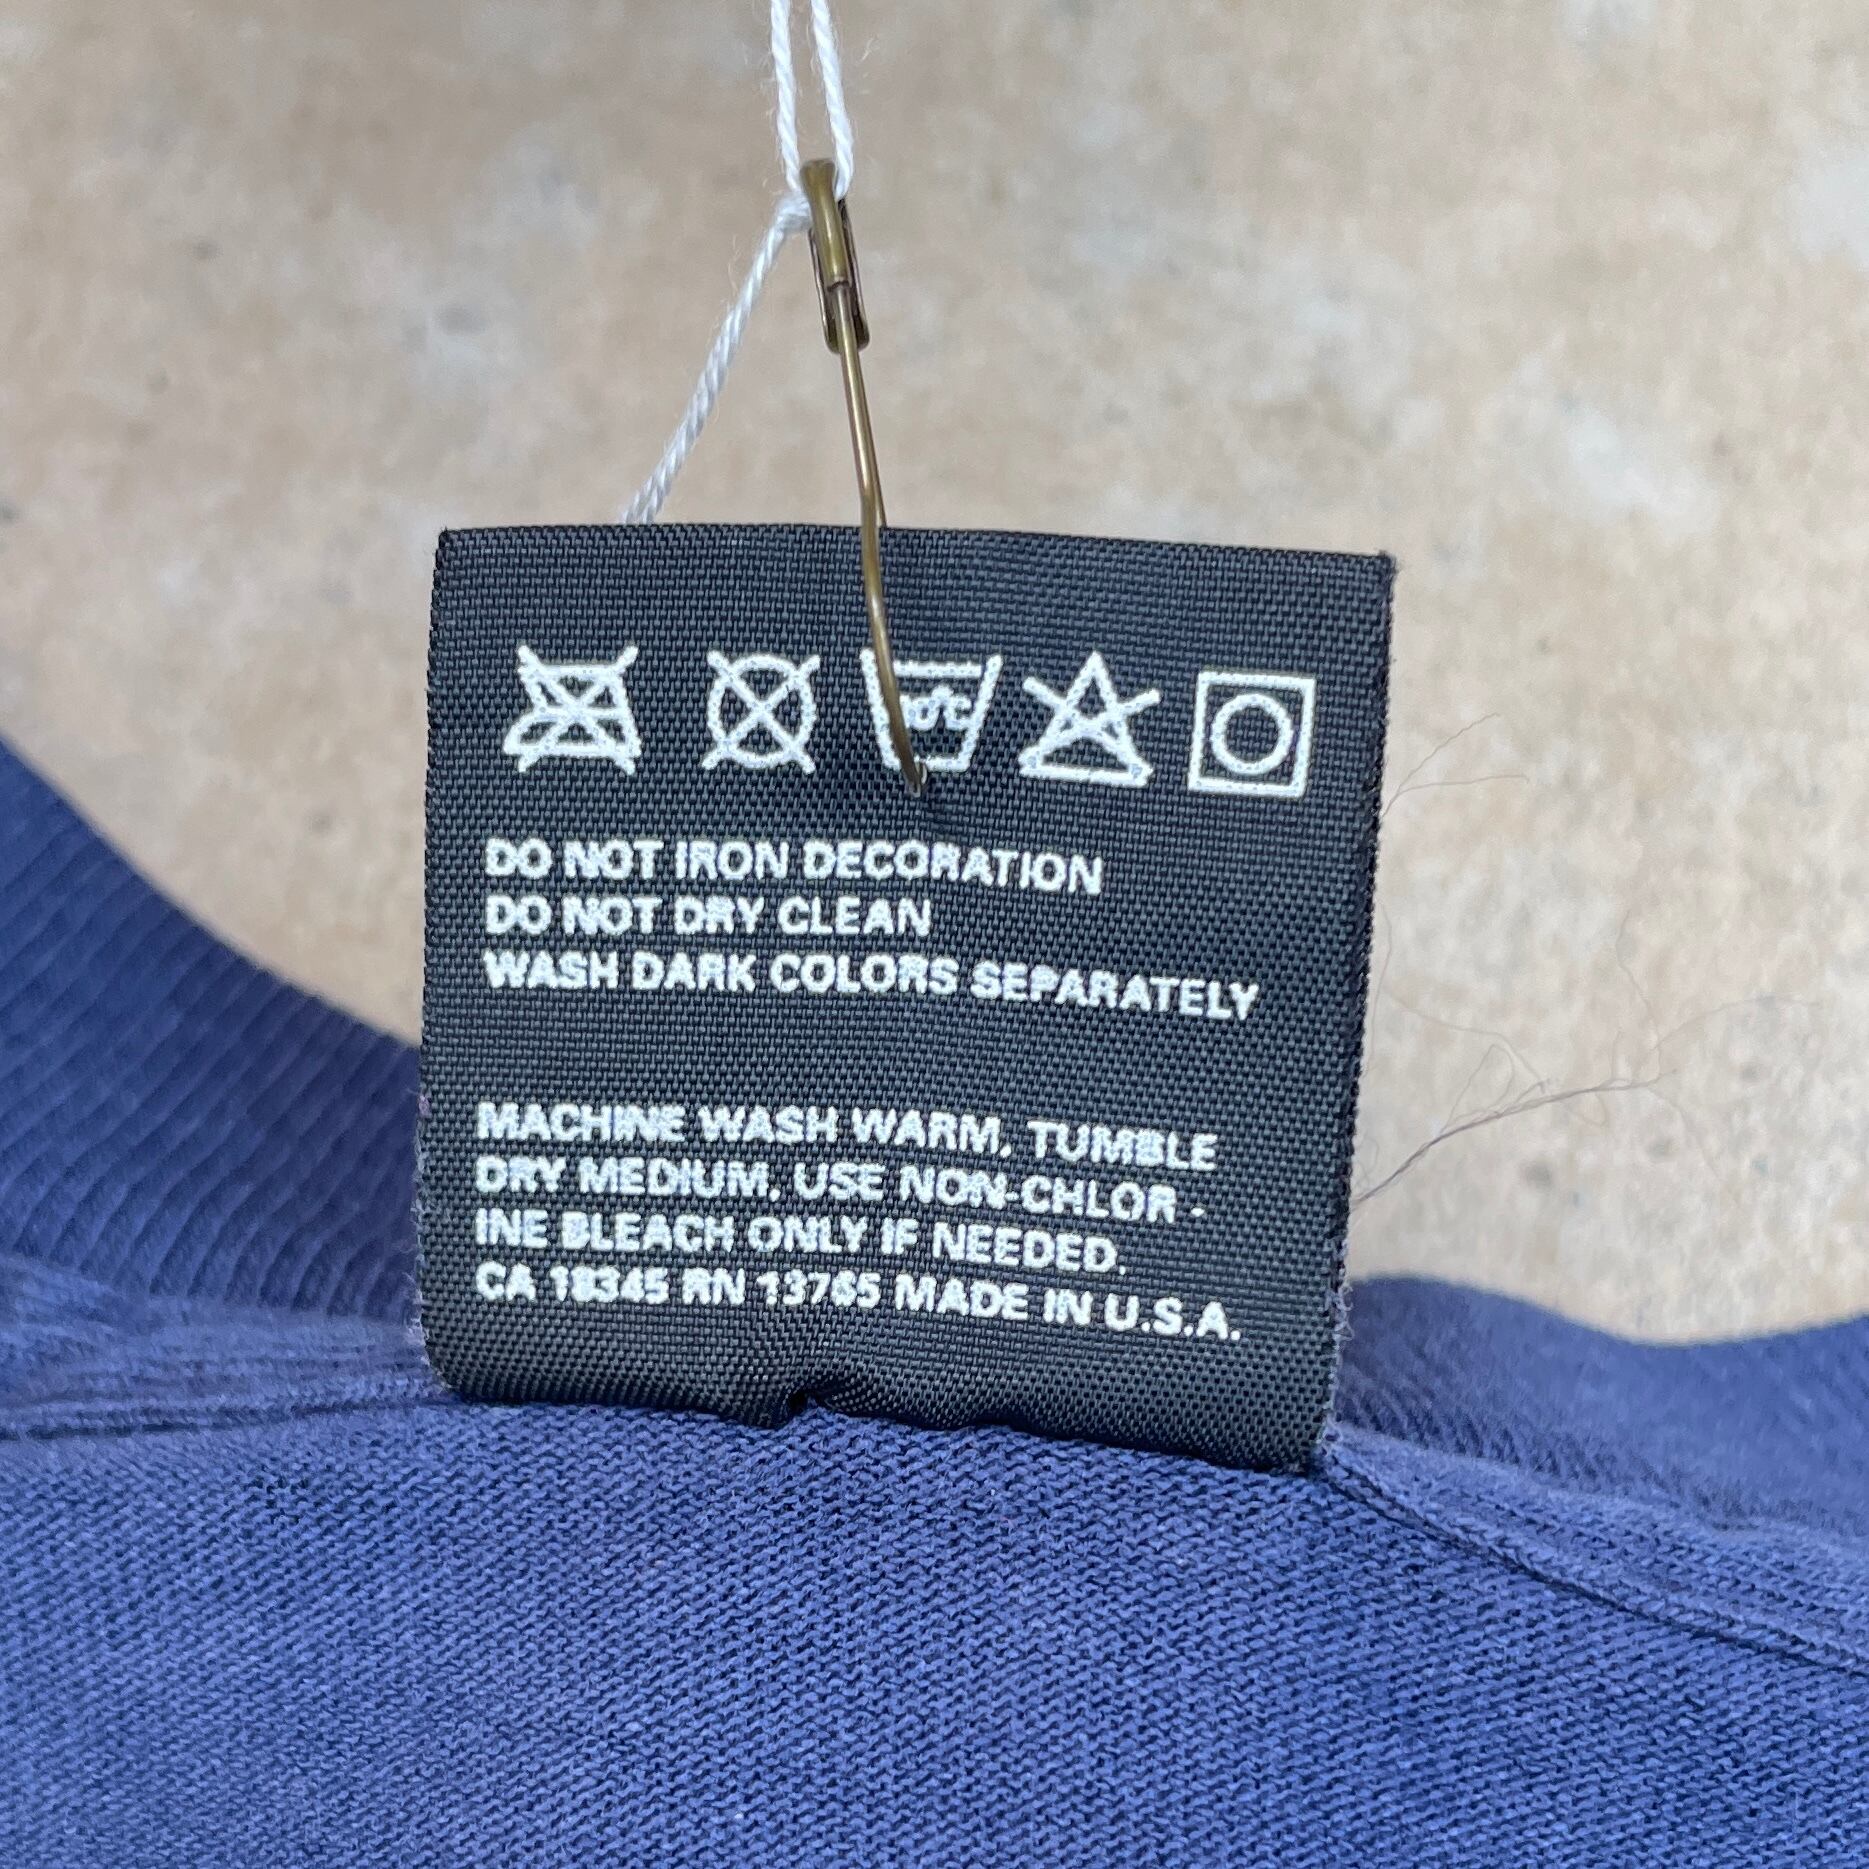 DO NOT IRON DECORATION
DO NOT DRY CLEAN
WASH DARK COLORS SEPARATELY
MACHINE WASH WARM, TUMBLE
DRY MEDIUM. USE NON-CHLOR -
INE BLEACH ONLY IF NEEDED.
CA 18345 RN 13765 MADE IN U.S.A.